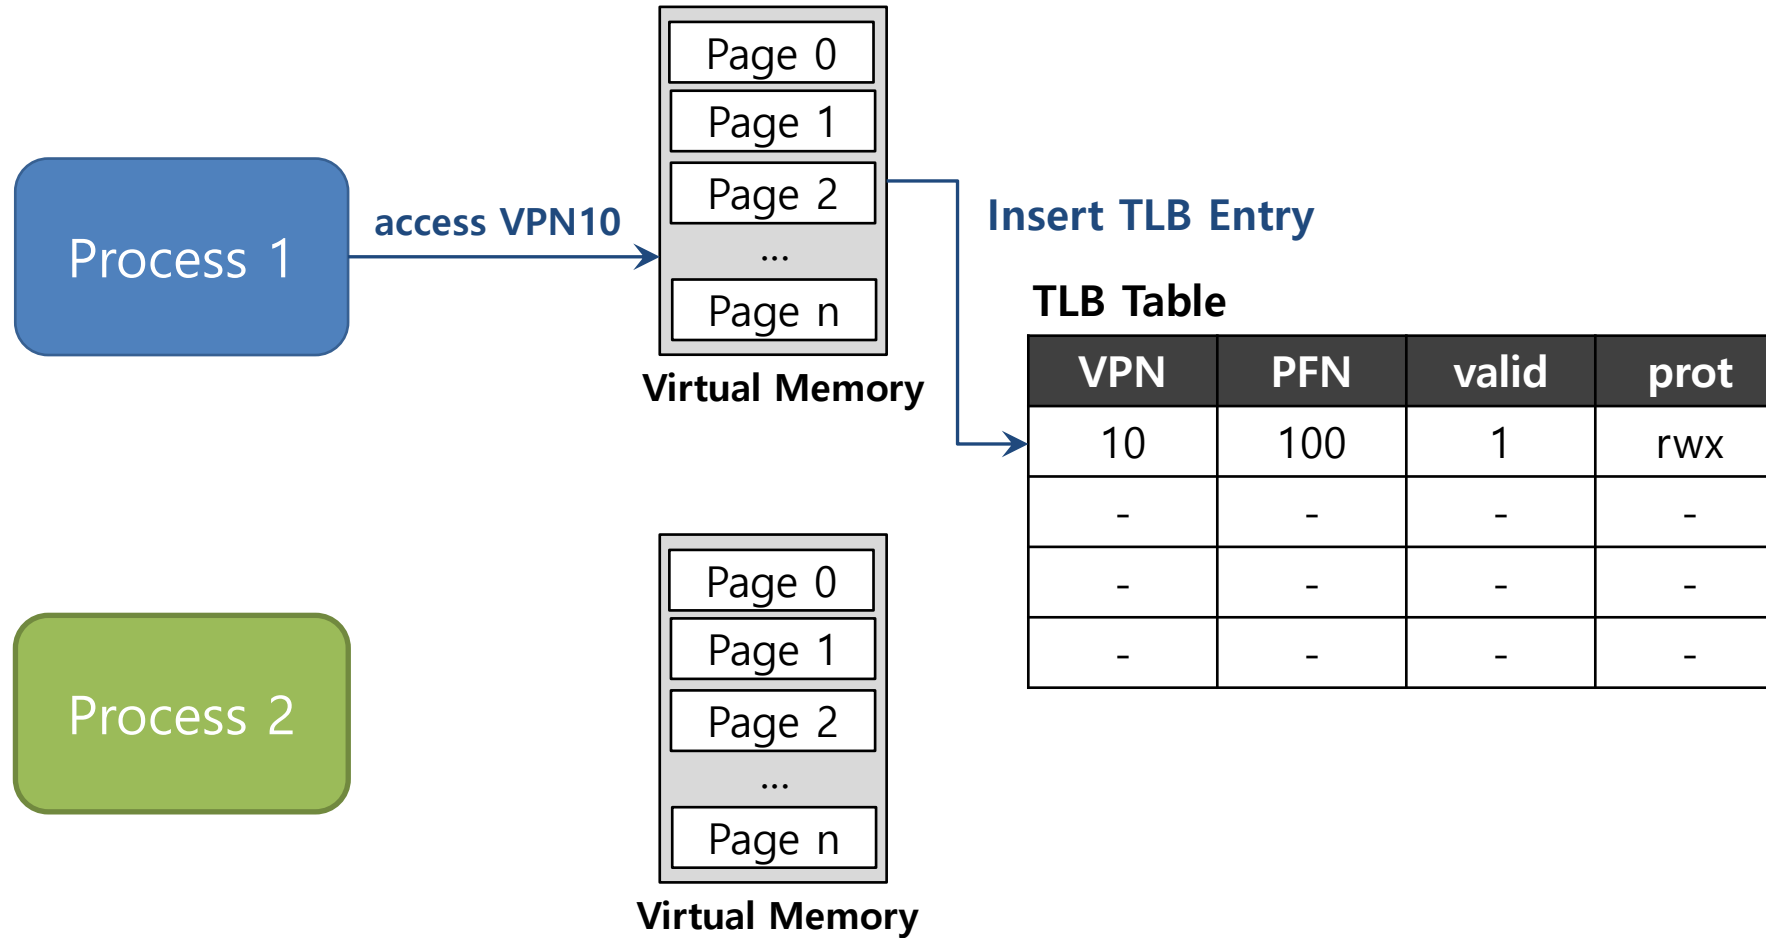 Page 0
Page 1
Page 2
...
Page n
Virtual Memory
Process 1
access VPN10
Insert TLB Entry
TLB Table
VPN PFN valid prot
10 100 1 rwx
- - - -
- - - -
- - - -
Process 2
Page 0
Page 1
Page 2
...
Page n
Virtual Memory